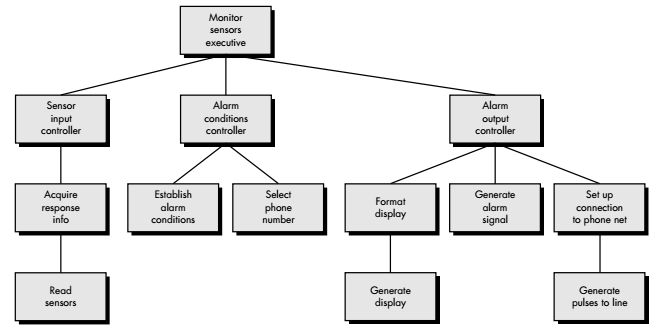 Monitor
sensors
executive
Sensor
input
controller
Alarm
conditions
controller
Alarm
output
controller
Acquire
response
info
Establish
alarm
conditions
Select
phone
number
Format
display
Generate
alarm
signal
Set up
connection
to phone net
Read
sensors
Generate
display
Generate
pulses to line